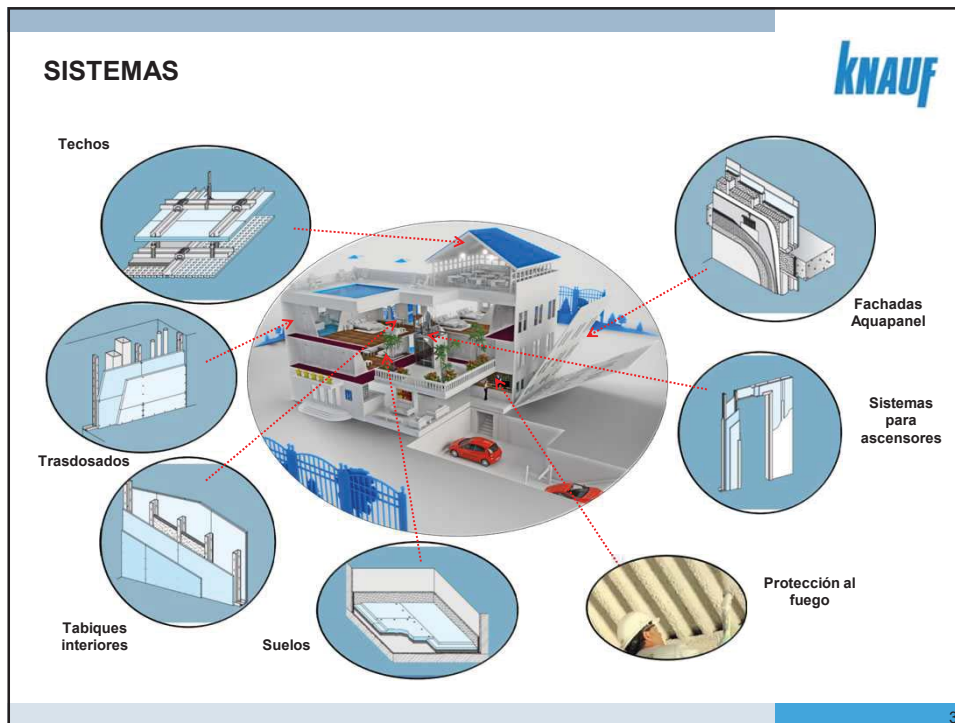 SISTEMAS
KNAUF
Techos
Fachadas
Aquapanel
Trasdosados
Sistemas
para
ascensores
Tabiques
interiores
Suelos
Protección al
fuego
3